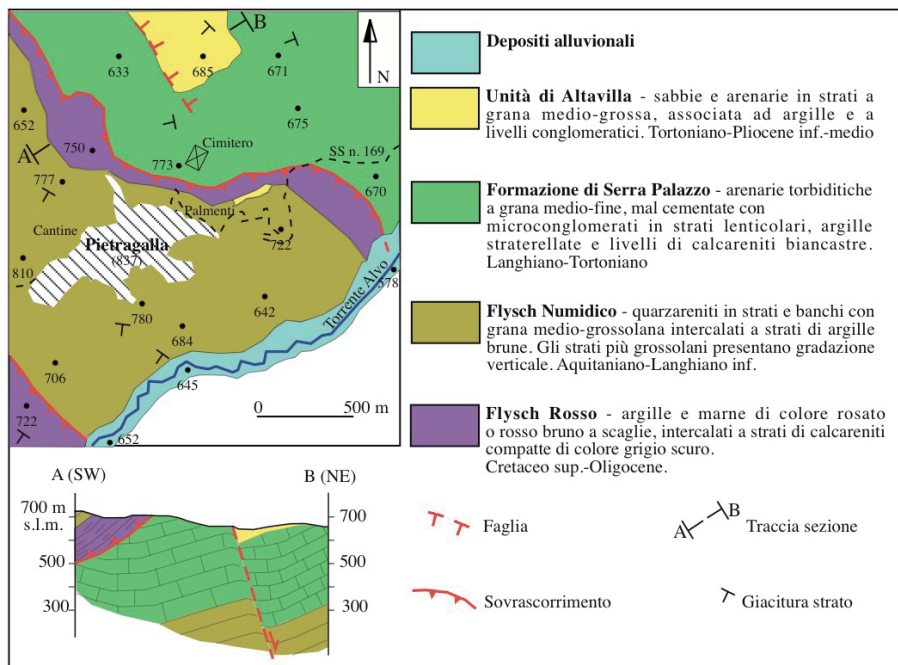 B
N
633
685
671
652
675
Cimitero
SS n. 169
A
750
773
777
670
Palmenti
Cantine
Pietragalla
(837)
722
810
578
780
642
Torrente Alvo
684
706
645
722
652
0 500 m
Depositi alluvionali
Unità di Altavilla - sabbie e arenarie in strati a
grana medio-grossa, associata ad argille e a
livelli conglomeratici. Tortoniano-Pliocene inf.-medio
Formazione di Serra Palazzo - arenarie torbiditiche
a grana medio-fine, mal cementate con
microconglomerati in strati lenticolari, argille
straterellate e livelli di calcareniti biancastre.
Langhiano-Tortoniano
Flysch Numidico - quarzareniti in strati e banchi con
grana medio-grossolana intercalati a strati di argille
brune. Gli strati più grossolani presentano gradazione
verticale. Aquitaniano-Langhiano inf.
Flysch Rosso - argille e marne di colore rosato
o rosso bruno a scaglie, intercalati a strati di calcareniti
compatte di colore grigio scuro.
Cretaceo sup.-Oligocene.
A (SW) B (NE)
700 m
s.l.m.
700
500 500
300 300
Faglia
A B Traccia sezione
Sovrascorrimento
Giacitura strato